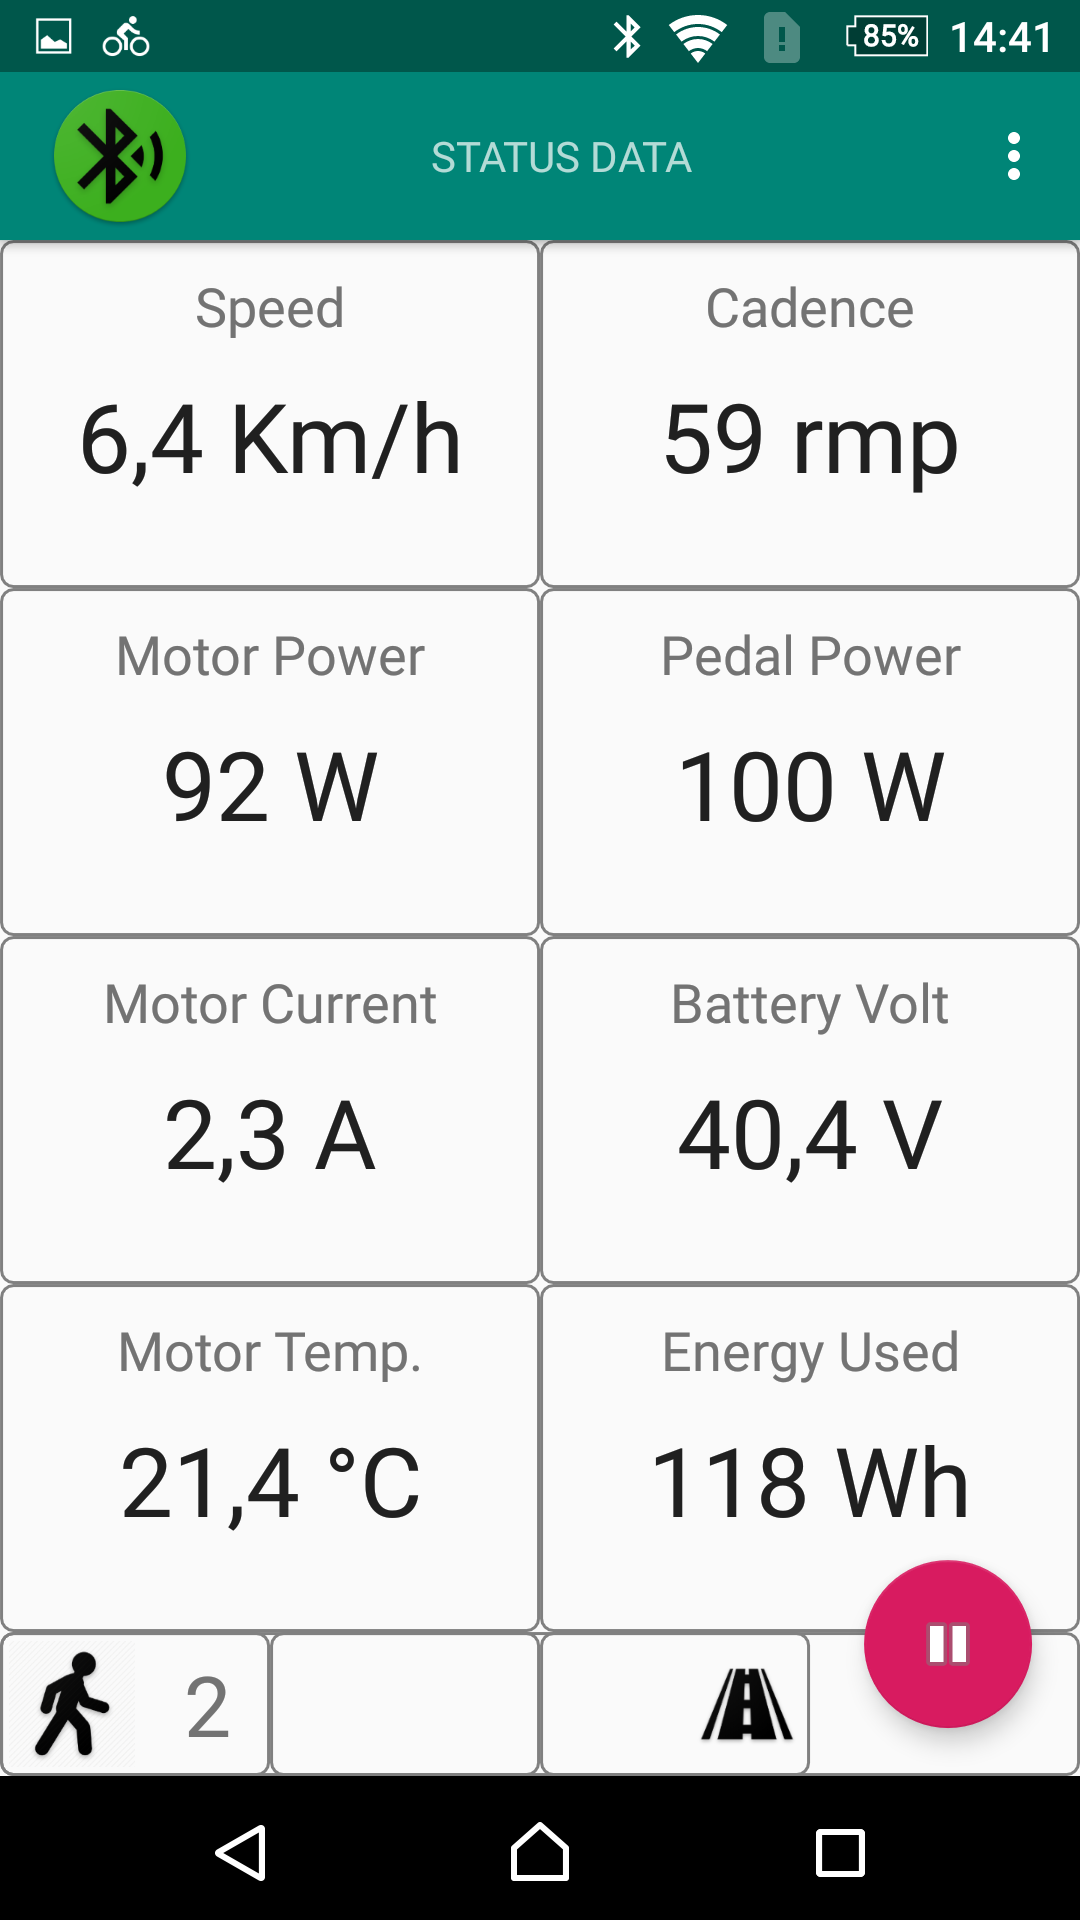 85% 14:41
STATUS DATA
Speed Cadence
6,4 Km/h 59 rmp
Motor Power Pedal Power
92 W 100 W
Motor Current Battery Volt
2,3 A 40,4 V
Motor Temp. Energy Used
21,4 °C 118 Wh
2